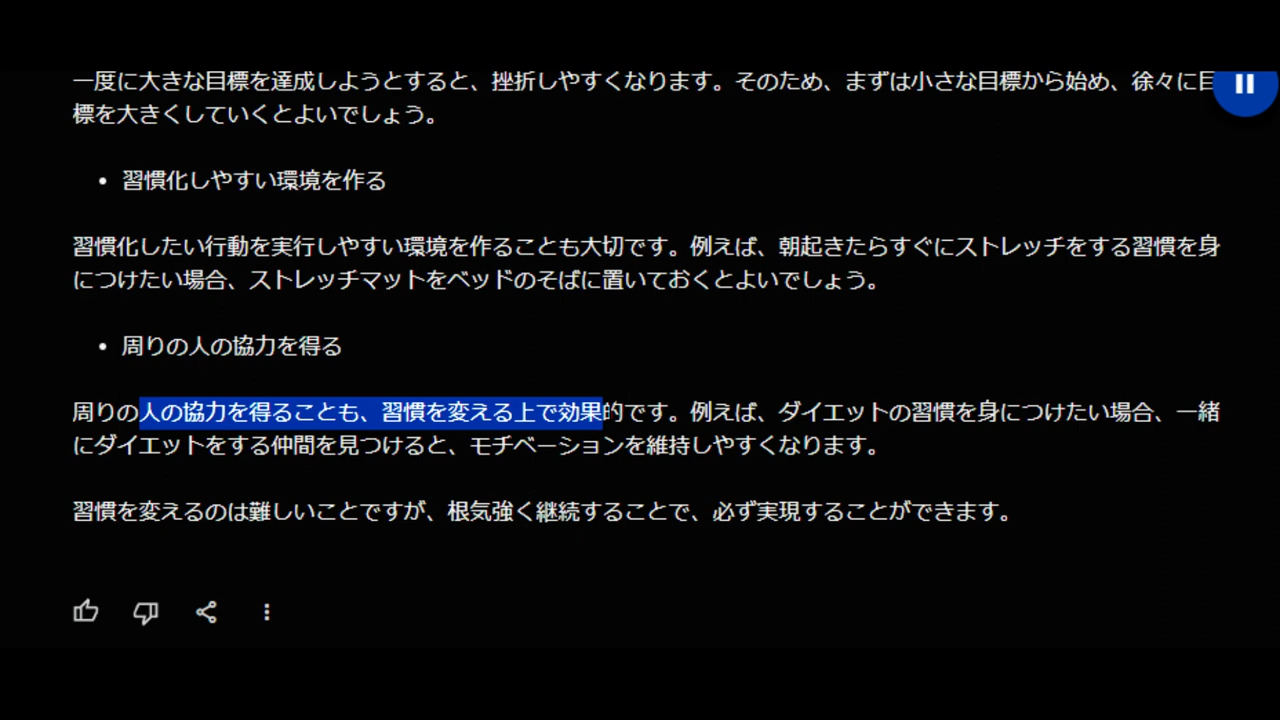 一度に大きな目標を達成しようとすると、挫折しやすくなります。そのため、まずは小さな目標から始め、徐々に目
標を大きくしていくとよいでしょう。
• 習慣化しやすい環境を作る
習慣化したい行動を実行しやすい環境を作ることも大切です。例えば、朝起きたらすぐにストレッチをする習慣を身
につけたい場合、ストレッチマットをベッドのそばに置いておくとよいでしょう。
• 周りの人の協力を得る
周りの人の協力を得ることも、習慣を変える上で効果的です。例えば、ダイエットの習慣を身につけたい場合、一緒
にダイエットをする仲間を見つけると、モチベーションを維持しやすくなります。
習慣を変えるのは難しいことですが、根気強く継続することで、必ず実現することができます。